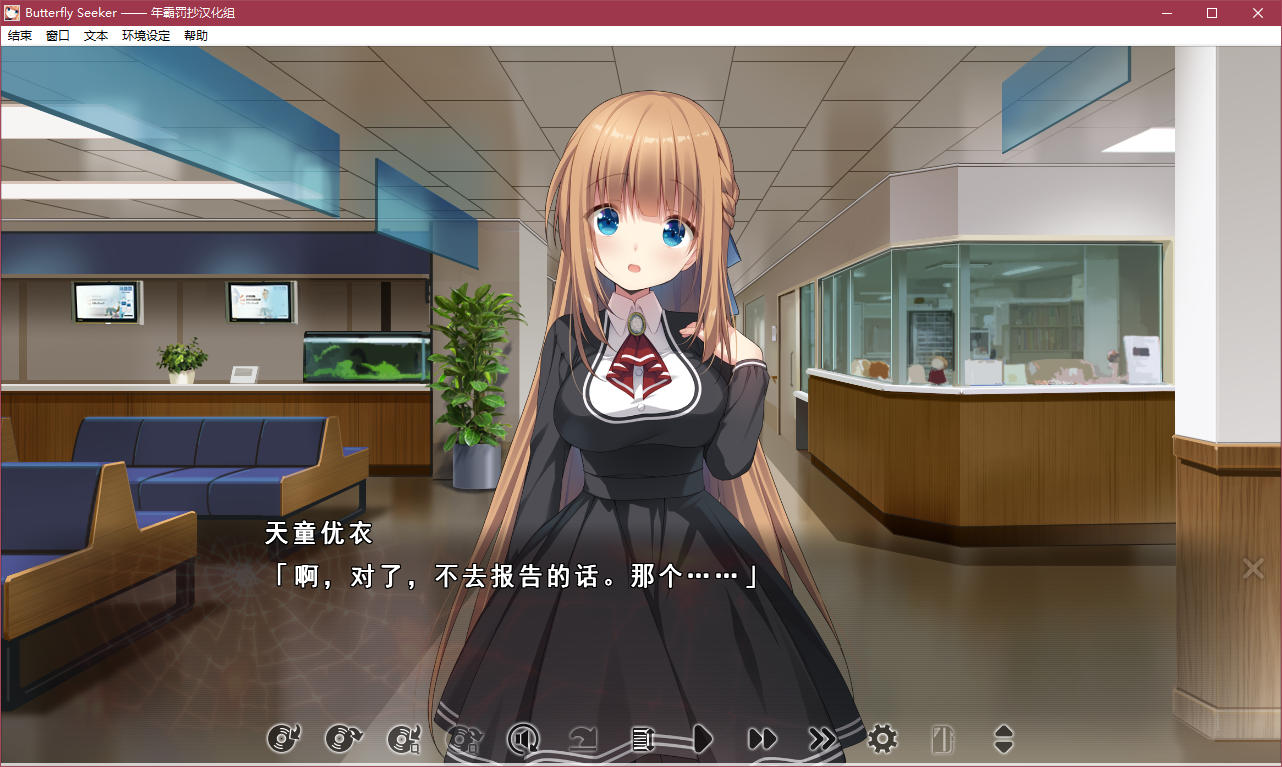 Butterfly Seeker —— 年霸罚抄汉化组
结束 窗口 文本 环境设定 帮助
天童优衣
「啊，对了，不去报告的话。那个……」